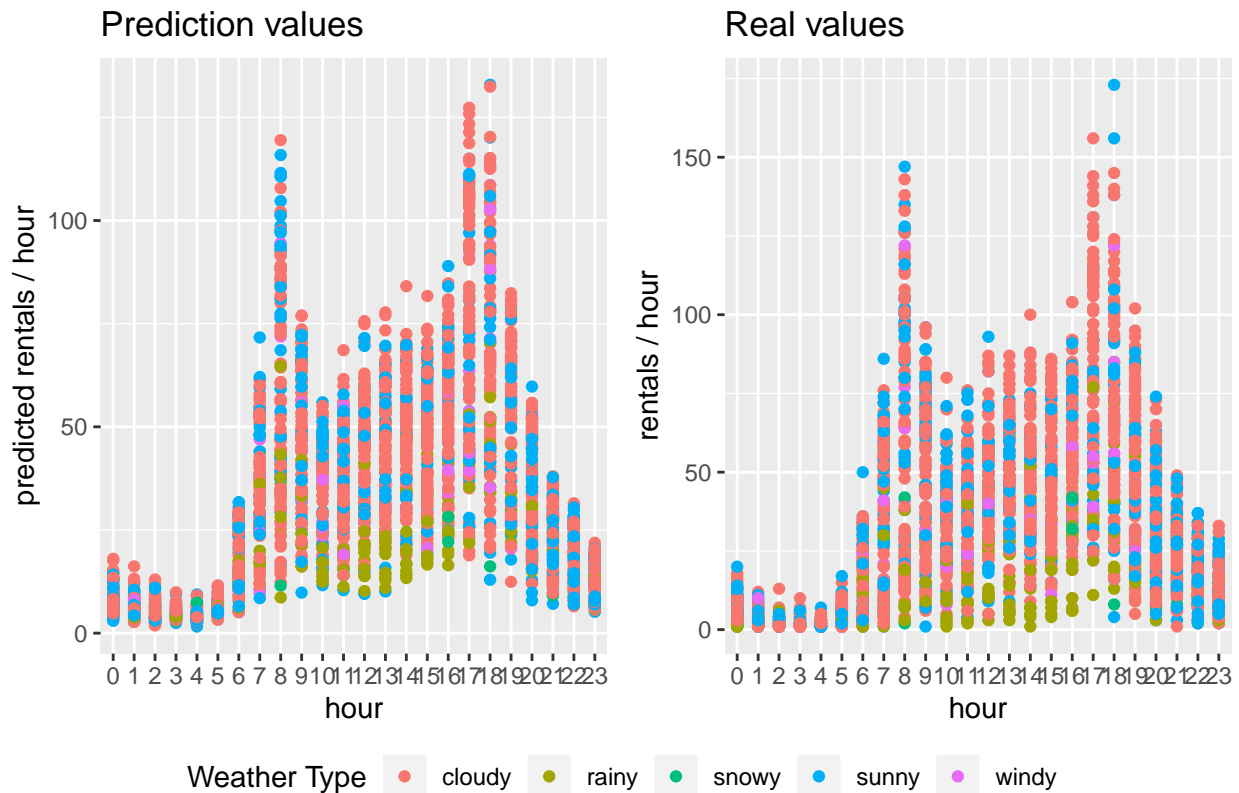 Prediction values
Real values
predicted rentals / hour
100
50
0
0 1 2 3 4 5 6 7 8 9 10 11 12 13 14 15 16 17 18 19 20 21 22 23
hour
rentals / hour
150
100
50
0
0 1 2 3 4 5 6 7 8 9 10 11 12 13 14 15 16 17 18 19 20 21 22 23
hour
Weather Type cloudy rainy snowy sunny windy